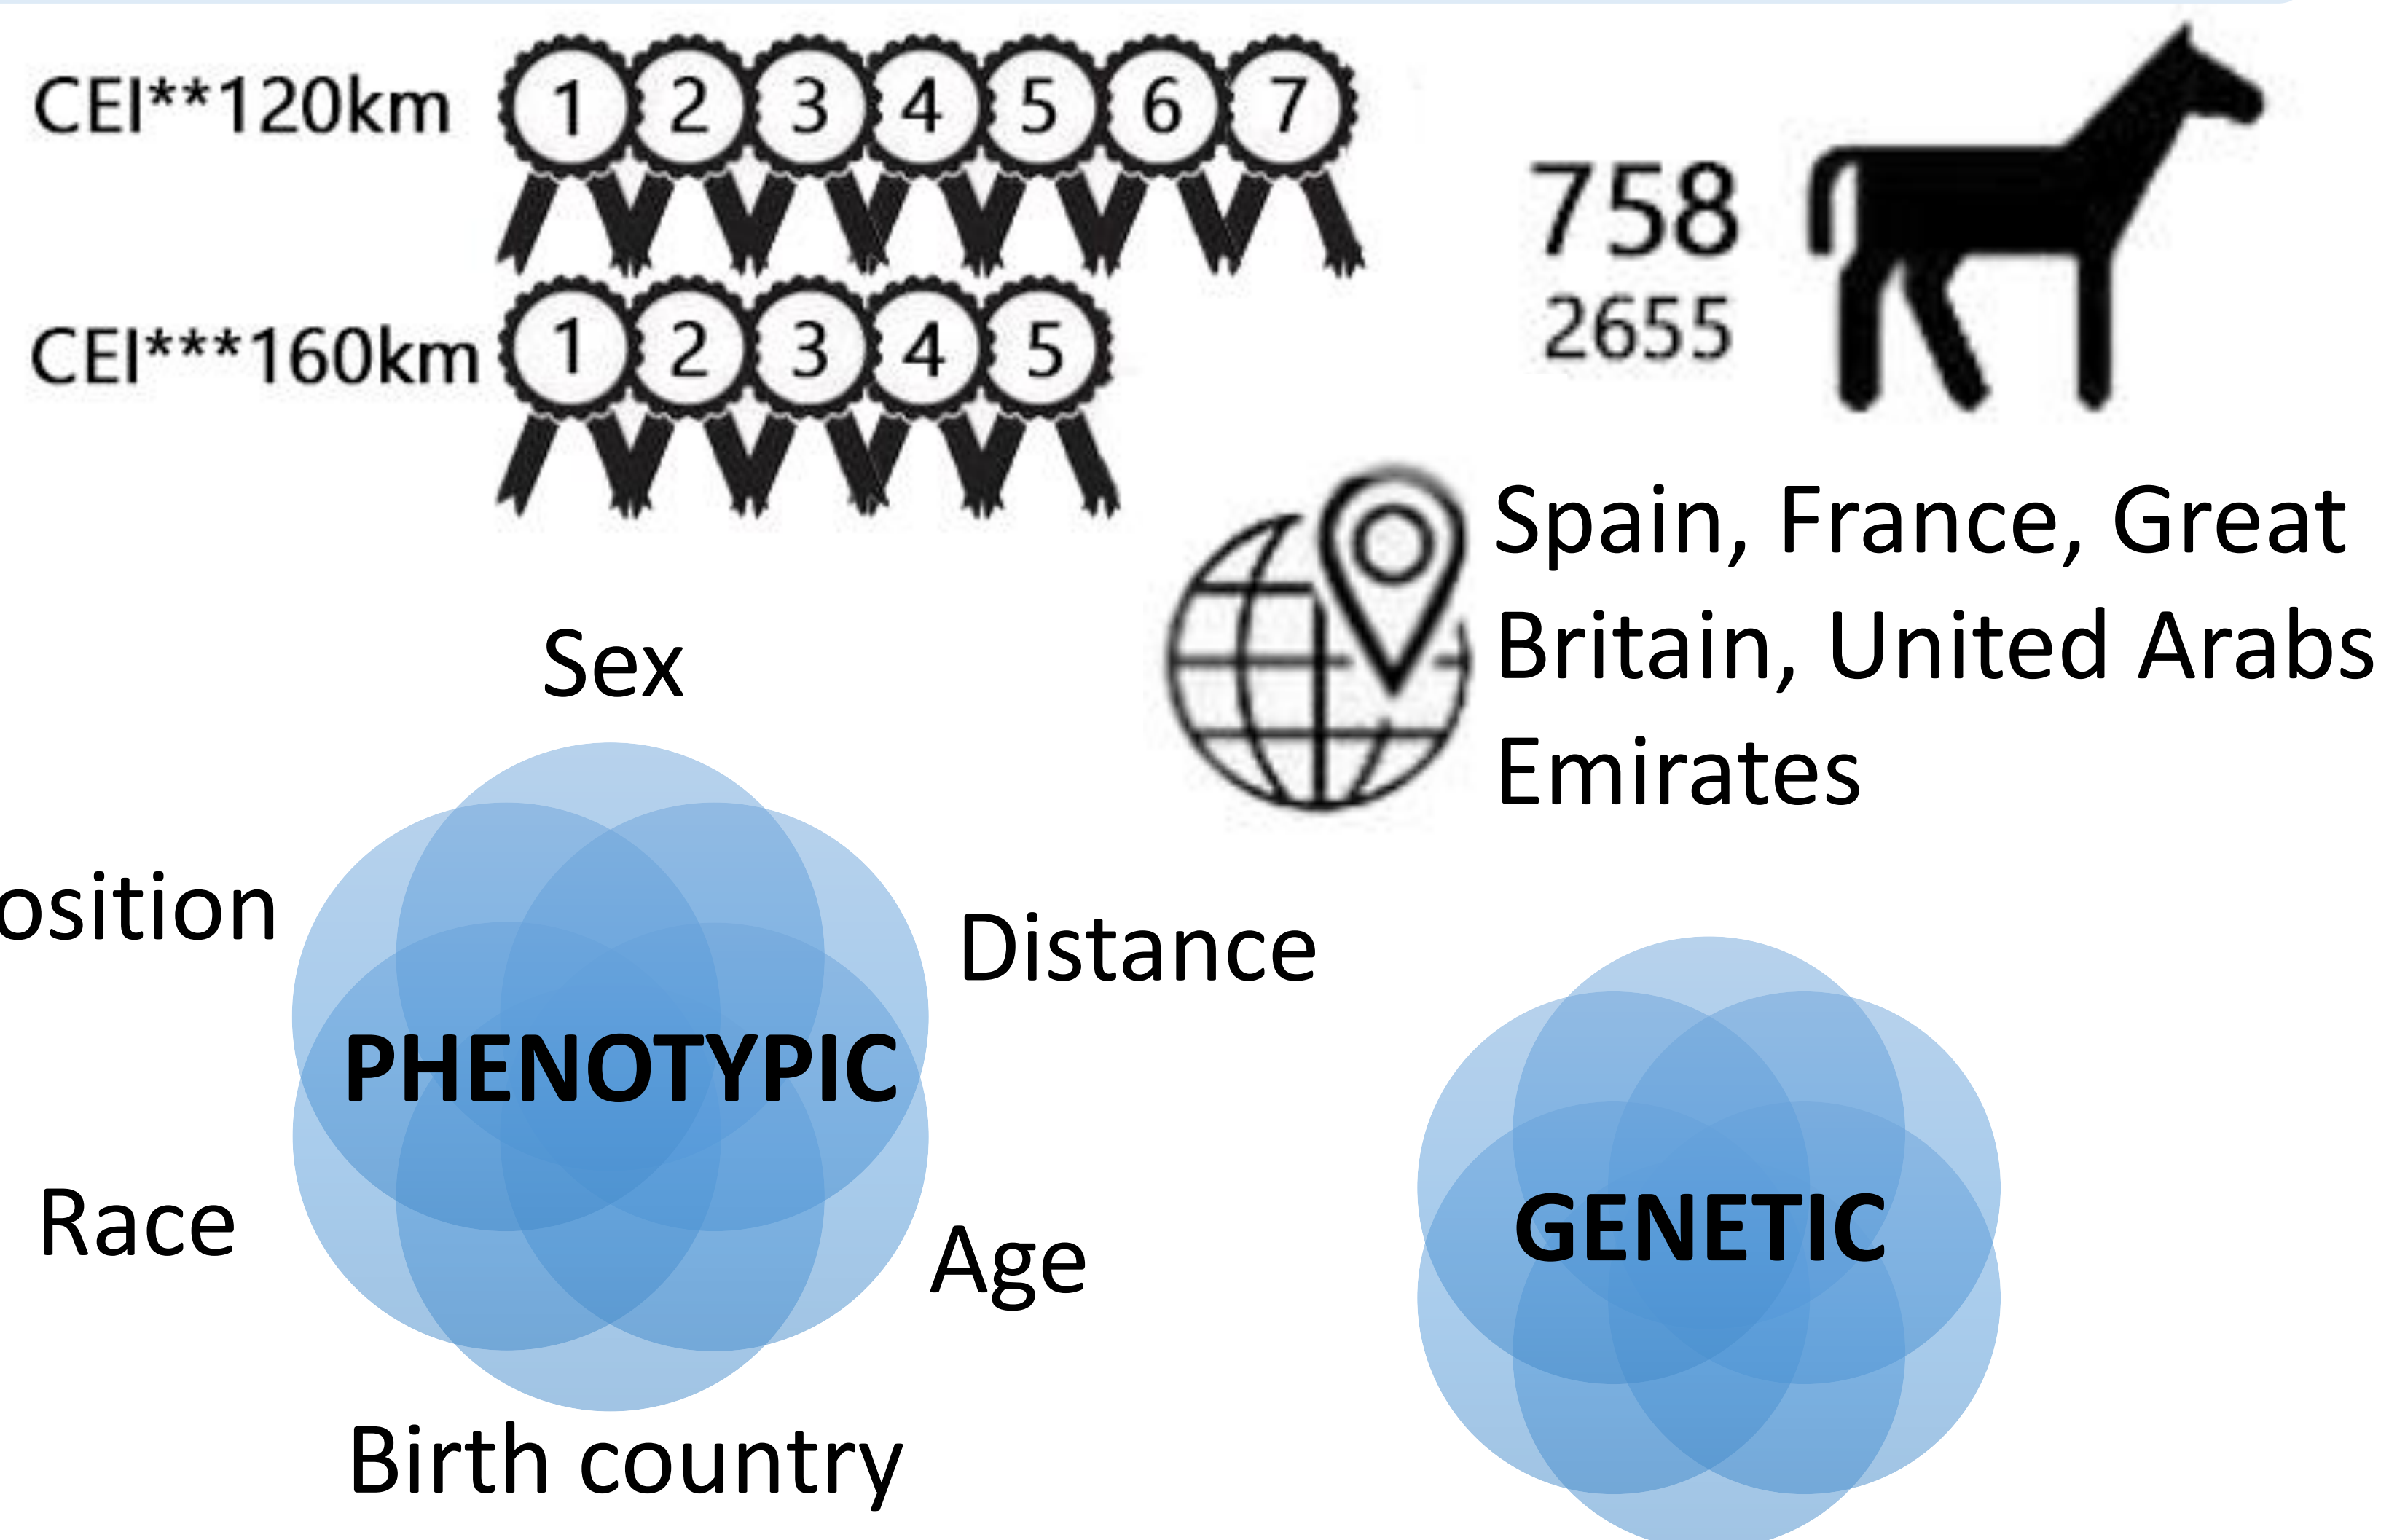 CEI**120km
1 2 3 4 5 6 7
CEI***160km
1 2 3 4 5
758
2655
Spain, France, Great
Britain, United Arabs
Emirates
Sex
osition
Distance
PHENOTYPIC
Race
Age
Birth country
GENETIC